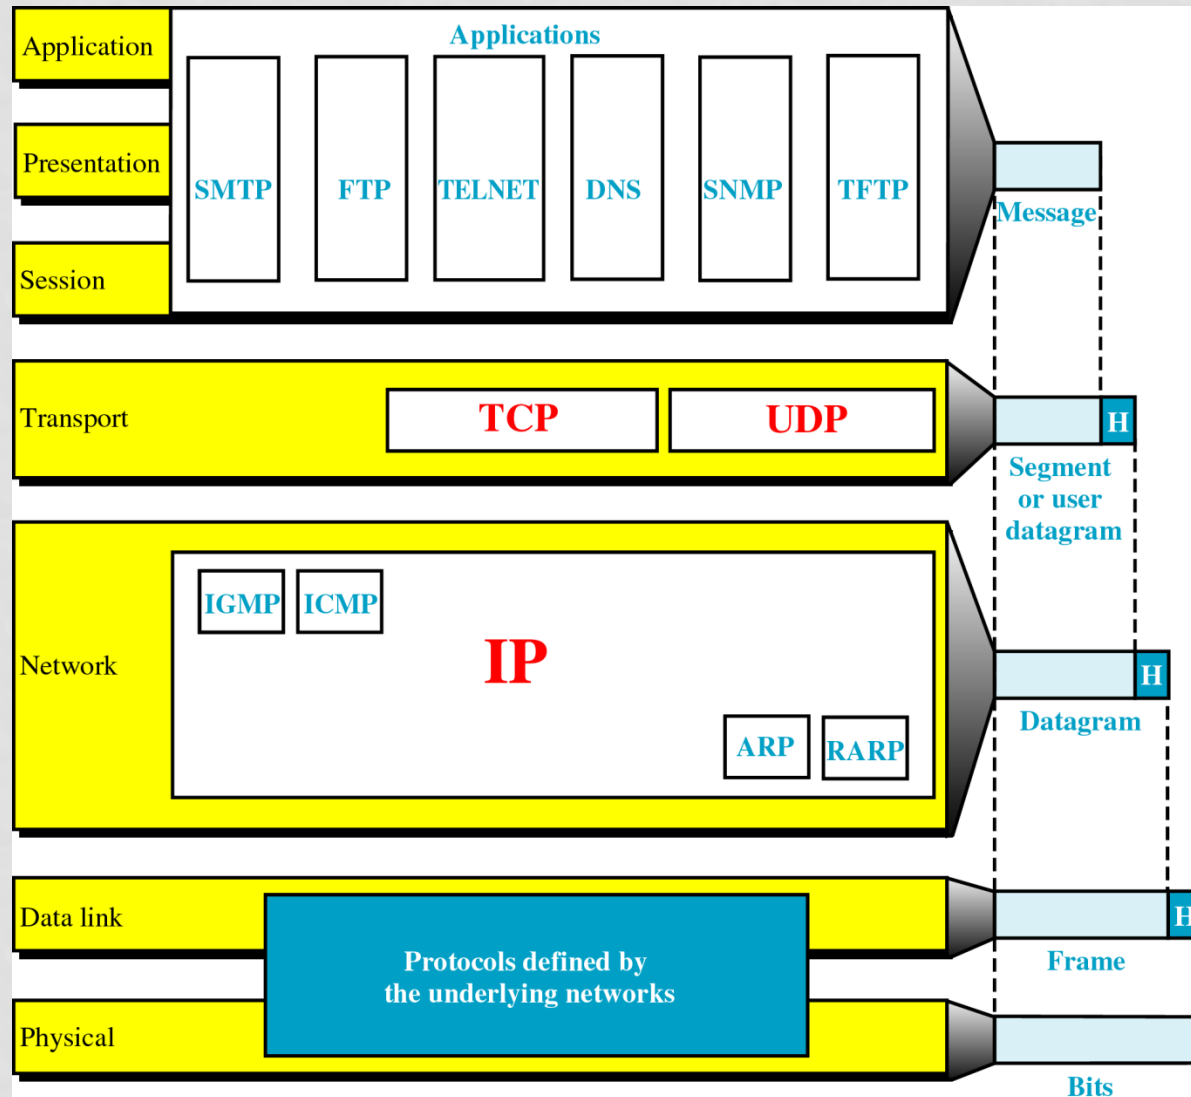 Application
Applications
Presentation
SMTP
FTP
TELNET
DNS
SNMP
TFTP
Message
Session
Transport
TCP
UDP
H
Segment
or user
datagram
Network
IGMP
ICMP
IP
ARP
RARP
H
Datagram
Data link
Protocols defined by
the underlying networks
H
Frame
Physical
Bits